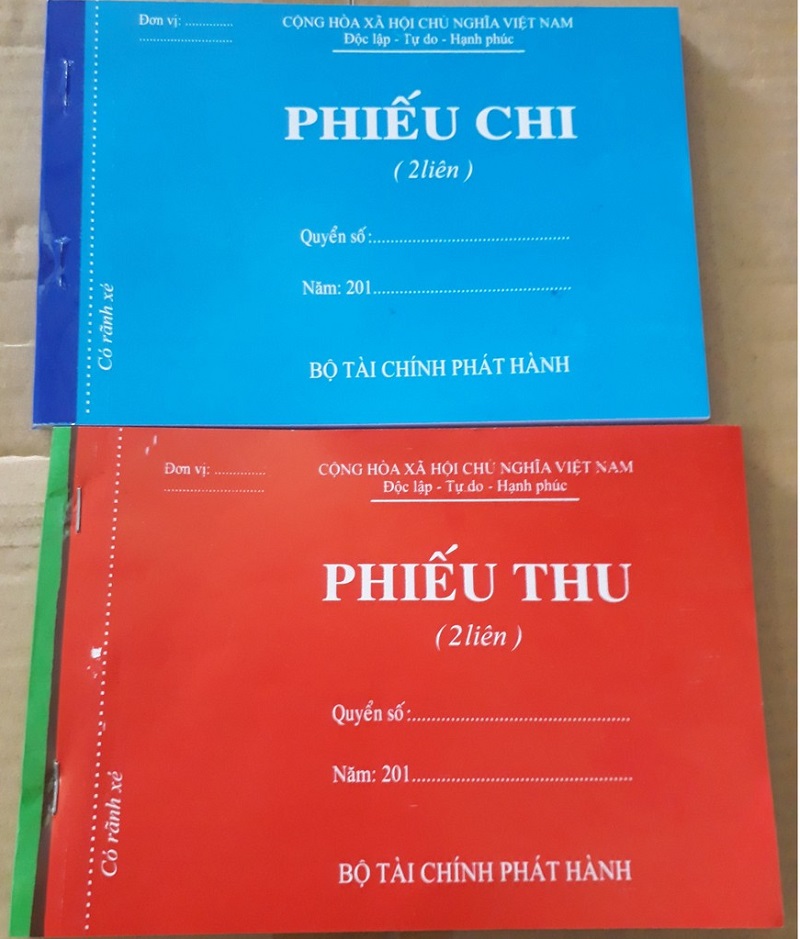 Đơn vị: ............
........................
CỘNG HÒA XÃ HỘI CHỦ NGHĨA VIỆT NAM
Độc lập - Tự do - Hạnh phúc
PHIẾU CHI
( 2liên )
Quyển số:..........................................
Năm: 201..........................................
BỘ TÀI CHÍNH PHÁT HÀNH
Có rãnh xé
Đơn vị: .............
..........................
CỘNG HÒA XÃ HỘI CHỦ NGHĨA VIỆT NAM
Độc lập - Tự do - Hạnh phúc
PHIẾU THU
( 2liên )
Quyển số:..............................................
Năm: 201..............................................
BỘ TÀI CHÍNH PHÁT HÀNH
Có rãnh xé